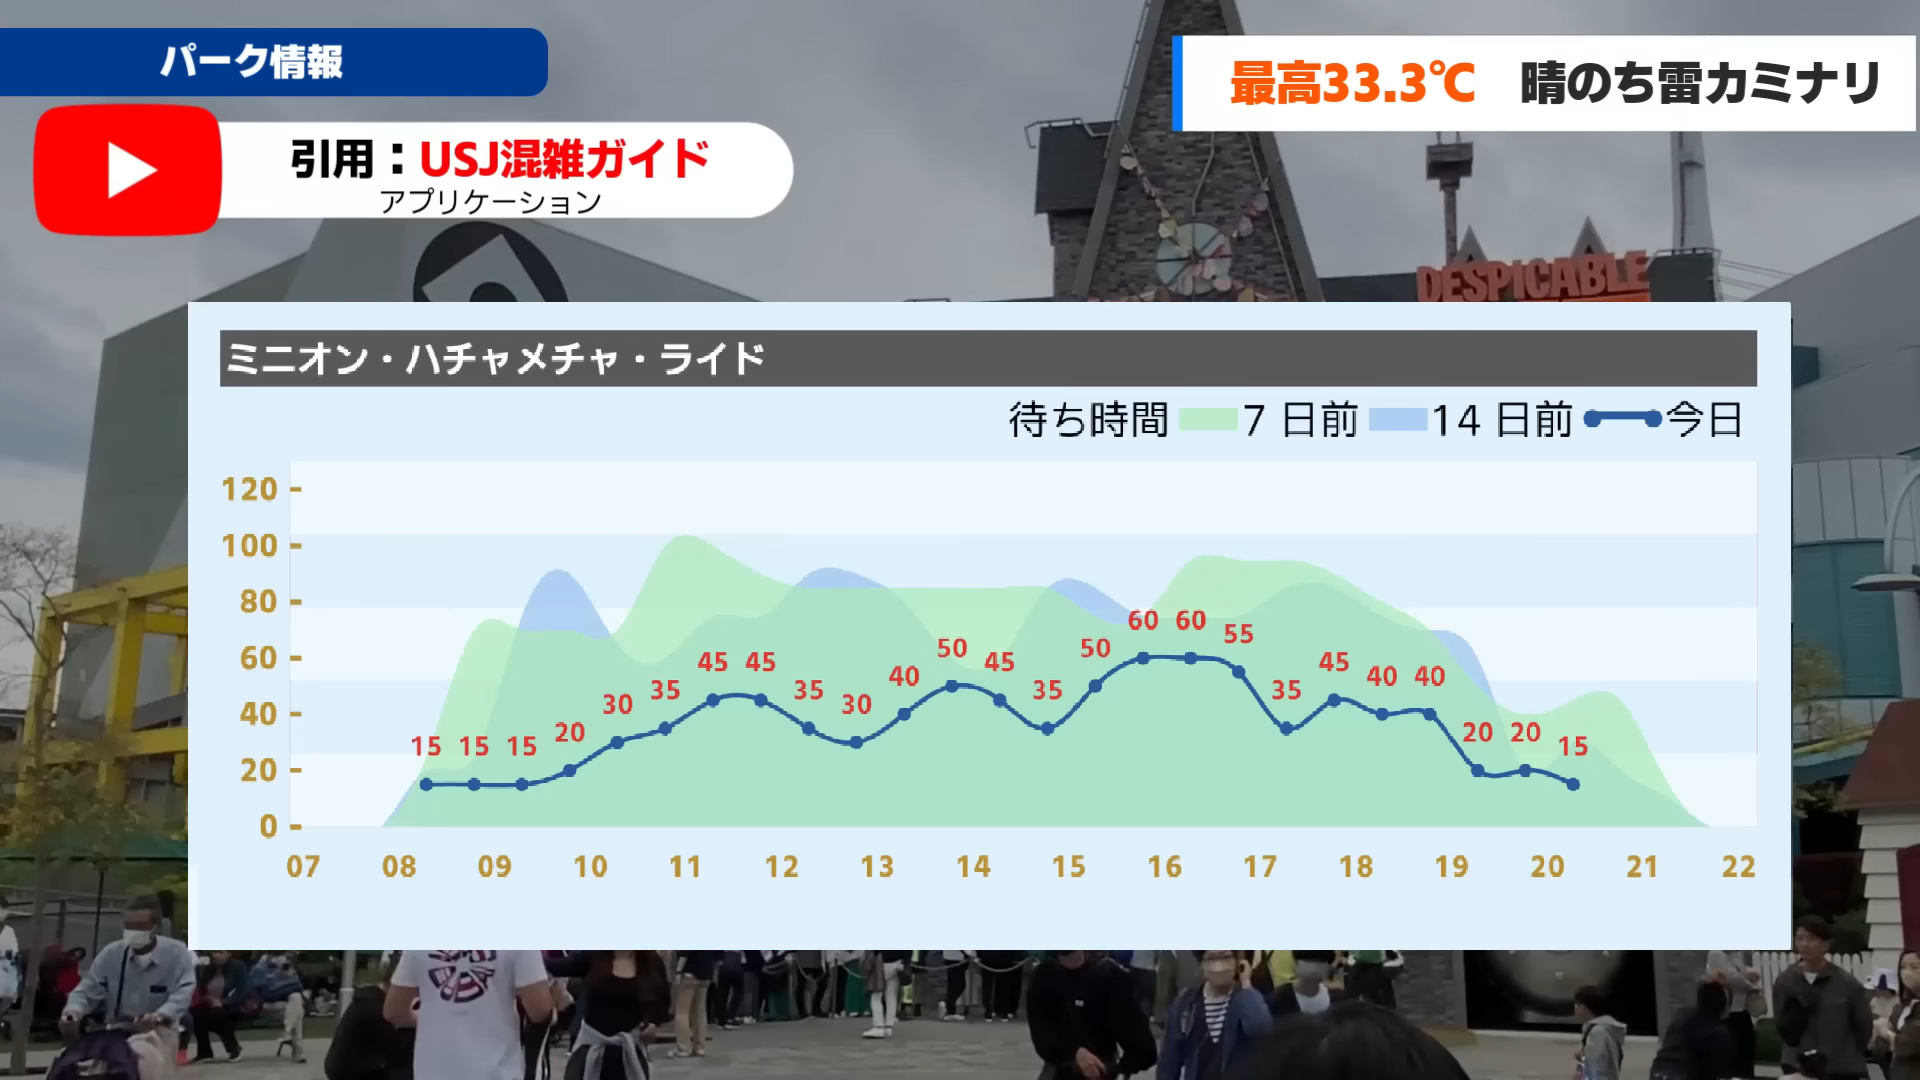 パーク情報
最高33.3℃ 晴のち雷カミナリ
引用：USJ混雑ガイド
アプリケーション
DESPICABLE
ミニオン・ハチャメチャ・ライド
待ち時間 7 日前 14 日前 今日
120
100
80
60
40
20
0
15 15 15 20 30 35 45 45 35 30 40 50 45 35 50 60 60 55 35 45 40 40 20 20 15
07 08 09 10 11 12 13 14 15 16 17 18 19 20 21 22